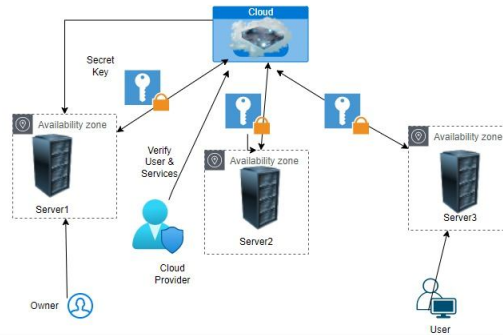 Cloud
Secret
Key
Availability zone
Server1
Verify
User &
Services
Cloud
Provider
Availability zone
Server2
Availability zone
Server3
Owner
User